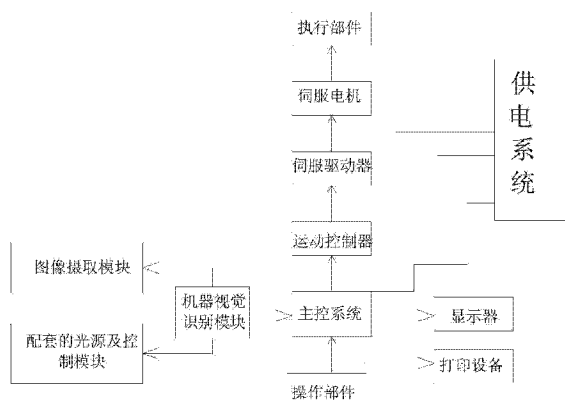 执行部件
伺服电机
供电系统
伺服驱动器
运动控制器
图像摄取模块
机器视觉
识别模块
主控系统
显示器
配套的光源及控
制模块
打印设备
操作部件